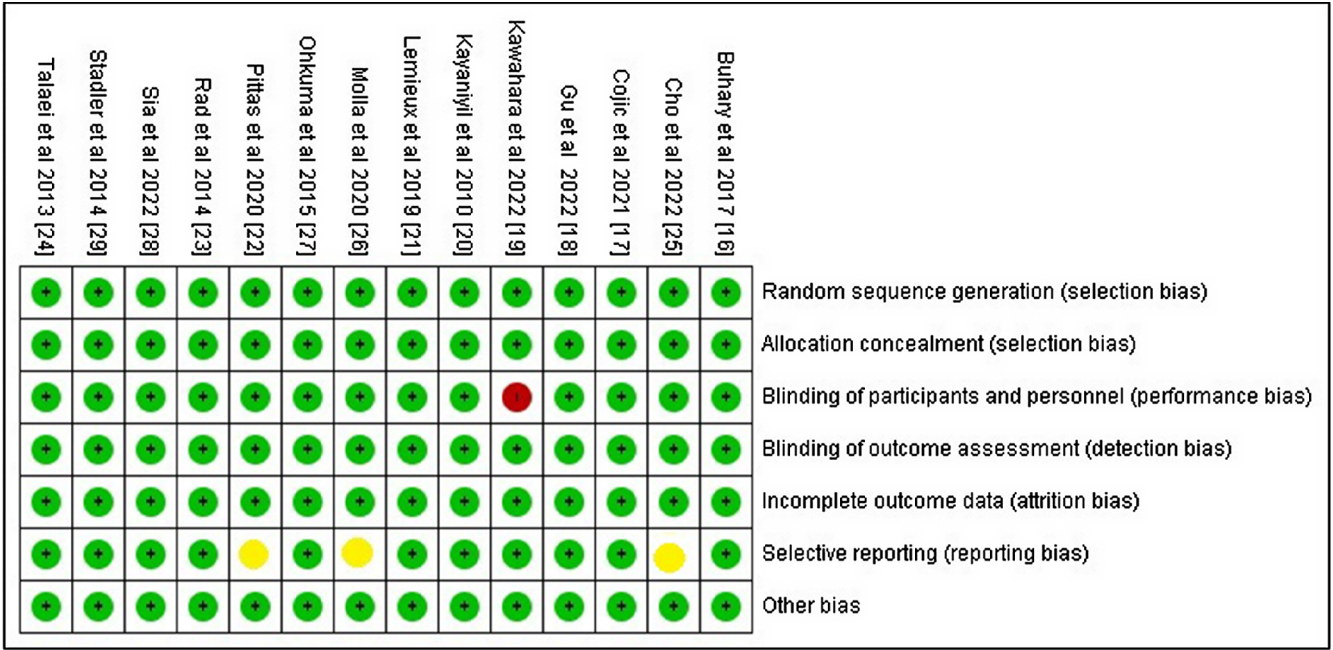 Talaei et al 2013 [24]
Stadler et al 2014 [29]
Sia et al 2022 [28]
Rad et al 2014 [23]
Pittas et al 2020 [22]
Ohkuma et al 2015 [27]
Molla et al 2020 [26]
Lemieux et al 2019 [21]
Kayaniyil et al 2010 [20]
Kawahara et al 2022 [19]
Gu et al 2022 [18]
Cojic et al 2021 [17]
Cho et al 2022 [25]
Buhary et al 2017 [16]
+ + + + + + + + + + + + + + Random sequence generation (selection bias)
+ + + + + + + + + + + + + + Allocation concealment (selection bias)
+ + + + + + + + + - + + + + Blinding of participants and personnel (performance bias)
+ + + + + + + + + + + + + + Blinding of outcome assessment (detection bias)
+ + + + + + + + + + + + + + Incomplete outcome data (attrition bias)
+ + + + + + + + + + + Selective reporting (reporting bias)
+ + + + + + + + + + + + + + Other bias